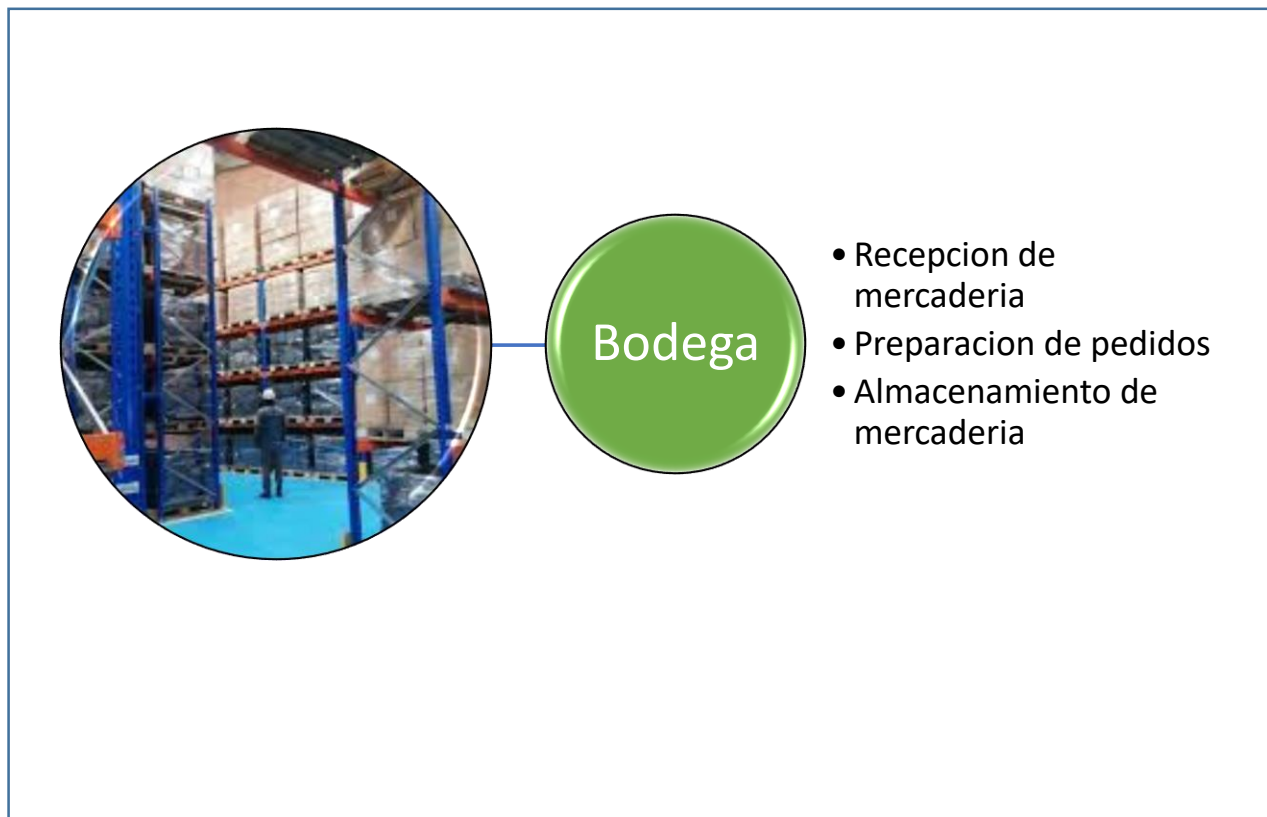 Bodega
• Recepcion de
mercaderia
• Preparacion de pedidos
• Almacenamiento de
mercaderia